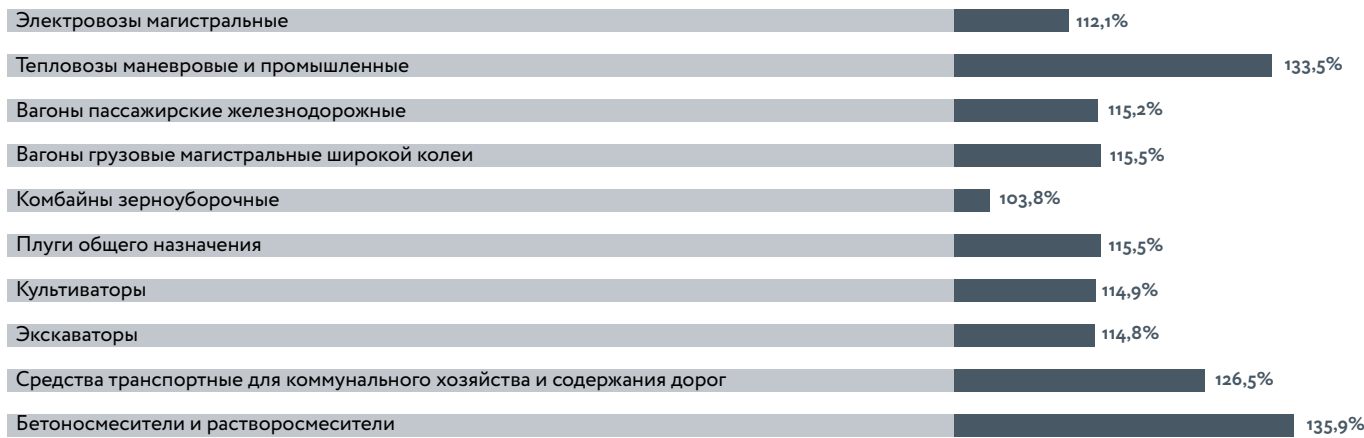 Электровозы магистральные 112,1%
Тепловозы маневровые и промышленные 133,5%
Вагоны пассажирские железнодорожные 115,2%
Вагоны грузовые магистральные широкой колеи 115,5%
Комбайны зерноуборочные 103,8%
Плуги общего назначения 115,5%
Культиваторы 114,9%
Экскаваторы 114,8%
Средства транспортные для коммунального хозяйства и содержания дорог 126,5%
Бетоносмесители и растворосмесители 135,9%